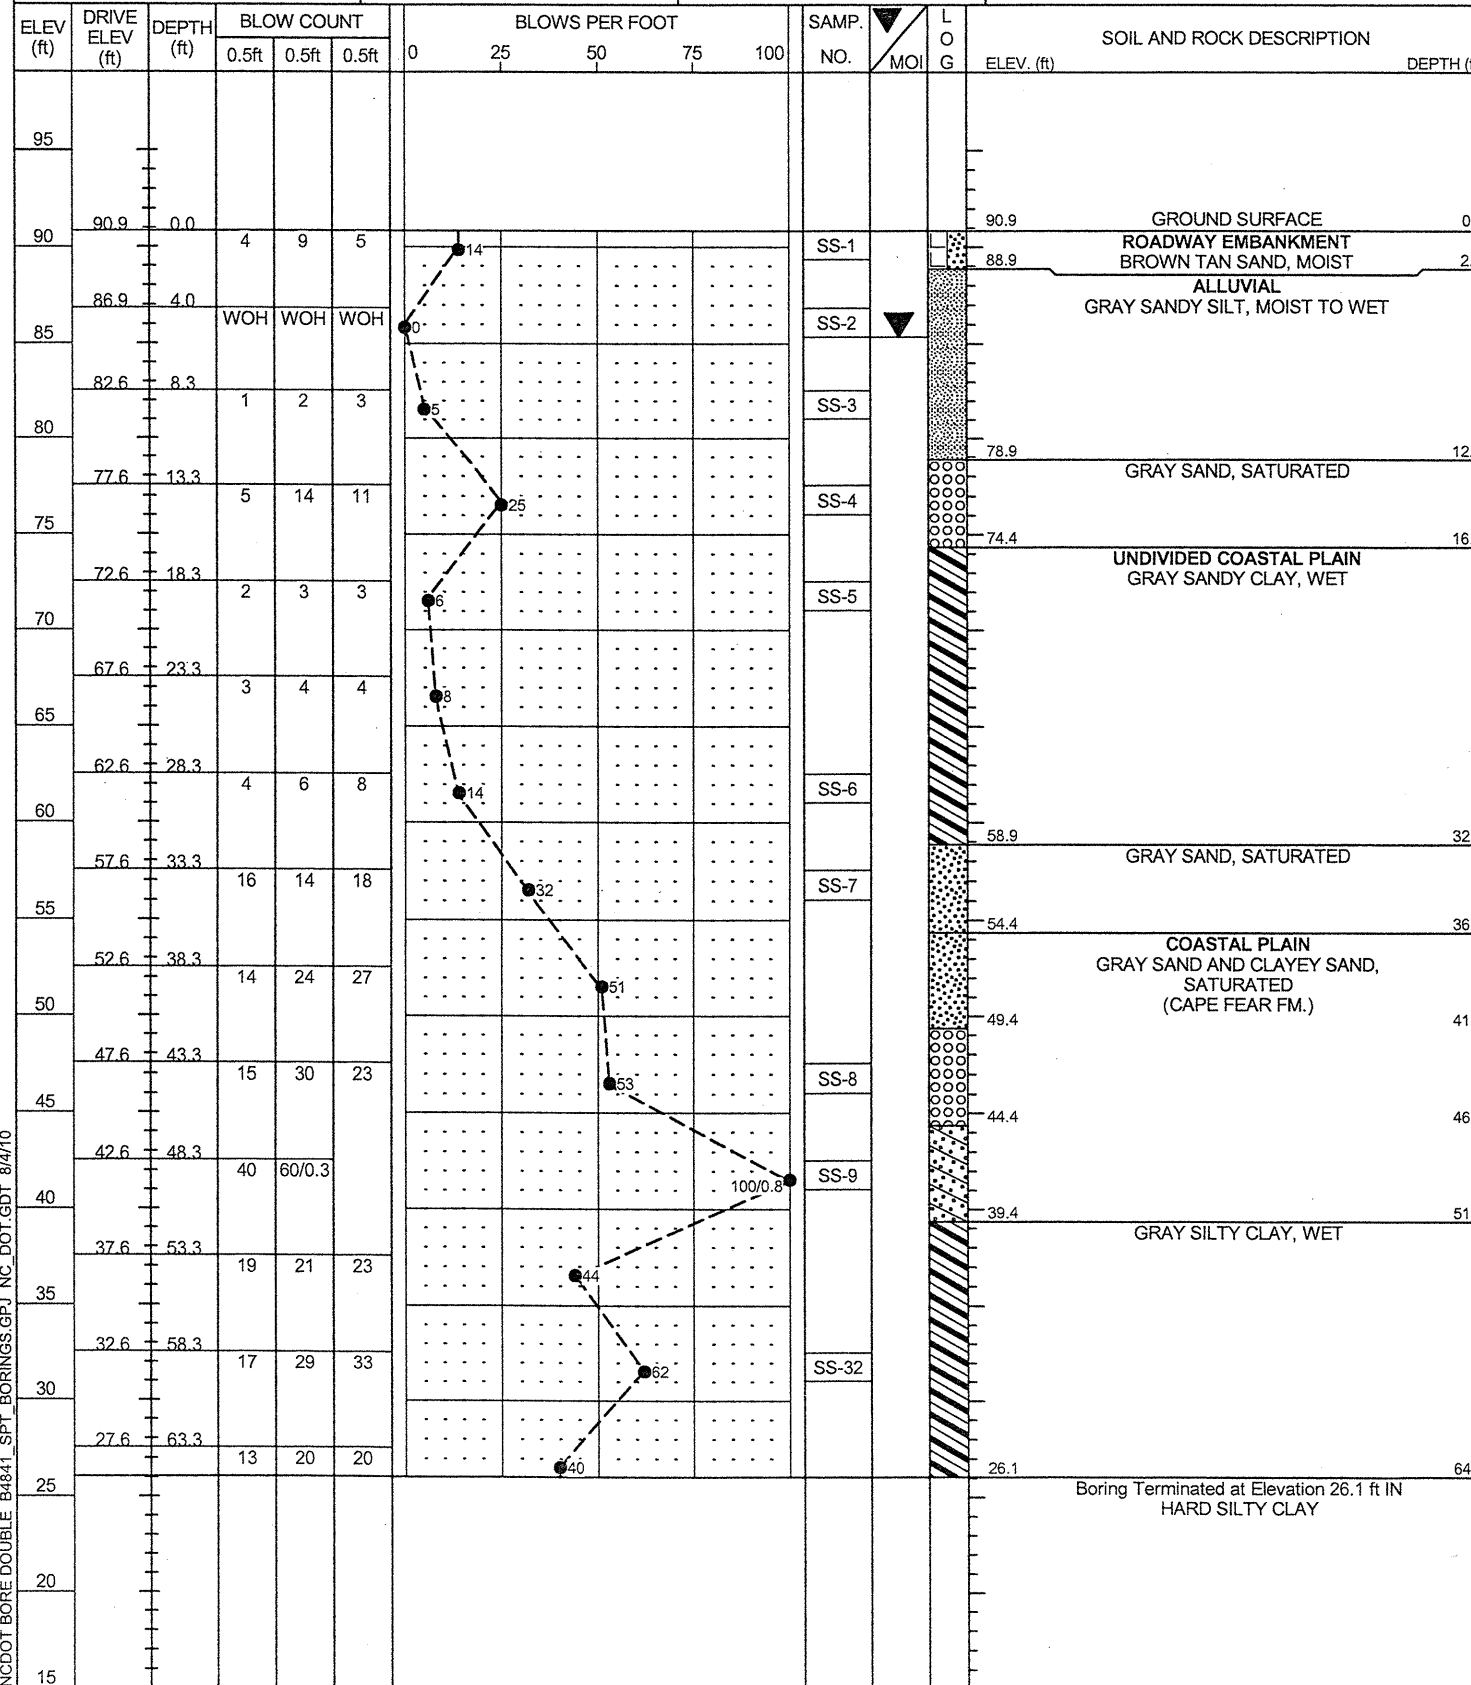 ELEV (ft) DRIVE ELEV (ft) DEPTH (ft) BLOW COUNT BLOWS PER FOOT SAMP. NO. MOI L O G SOIL AND ROCK DESCRIPTION
0.5ft 0.5ft 0.5ft 0 25 50 75 100 ELEV. (ft) DEPTH (f
95
90.9 0.0 90.9 GROUND SURFACE 0
90 4 9 5 14 SS-1 ROADWAY EMBANKMENT
88.9 BROWN TAN SAND, MOIST 2.
ALLUVIAL
86.9 4.0 GRAY SANDY SILT, MOIST TO WET
85 WOH WOH WOH 0 SS-2
82.6 8.3
1 2 3 5 SS-3
80
78.9 12.
77.6 13.3 GRAY SAND, SATURATED
5 14 11 25 SS-4
75
74.4 16.
72.6 18.3 UNDIVIDED COASTAL PLAIN
GRAY SANDY CLAY, WET
2 3 3 6 SS-5
70
67.6 23.3
3 4 4 8
65
62.6 28.3
4 6 8 14 SS-6
60
58.9 32
57.6 33.3 GRAY SAND, SATURATED
16 14 18 32 SS-7
55
54.4 36
COASTAL PLAIN
52.6 38.3 GRAY SAND AND CLAYEY SAND,
14 24 27 51 SATURATED
50 (CAPE FEAR FM.)
49.4 41
47.6 43.3
15 30 23 53 SS-8
45
44.4 46
42.6 48.3
40 60/0.3 100/0.8 SS-9
40
39.4 51
37.6 53.3 GRAY SILTY CLAY, WET
19 21 23 44
35
32.6 58.3
17 29 33 62 SS-32
30
27.6 63.3
13 20 20 40
26.1 64
25 Boring Terminated at Elevation 26.1 ft IN
HARD SILTY CLAY
20
15
NCDOT BORE DOUBLE B4841_SPT_BORINGS.GPJ NC_DOT.GDT 8/4/10